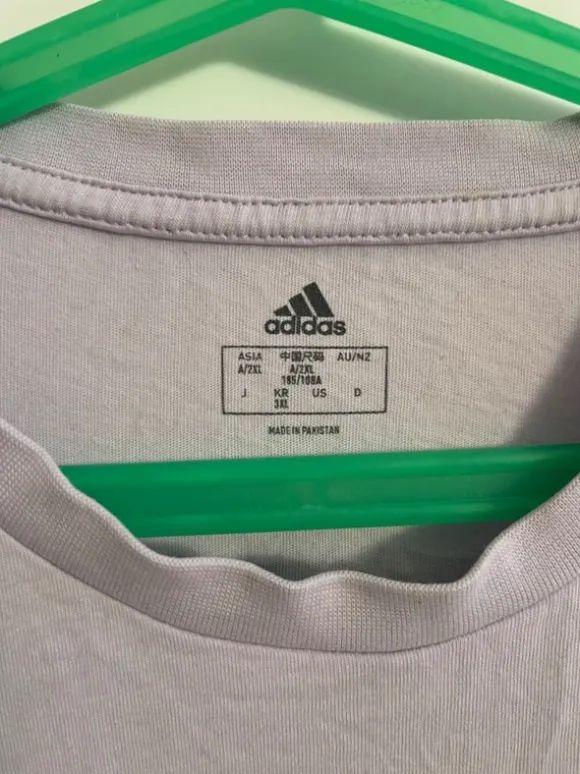 adidas
ASIA 中国尺码 AU/NZ
A/2XL A/2XL
185/108A
J KR US D
3XL
MADE IN PAKISTAN